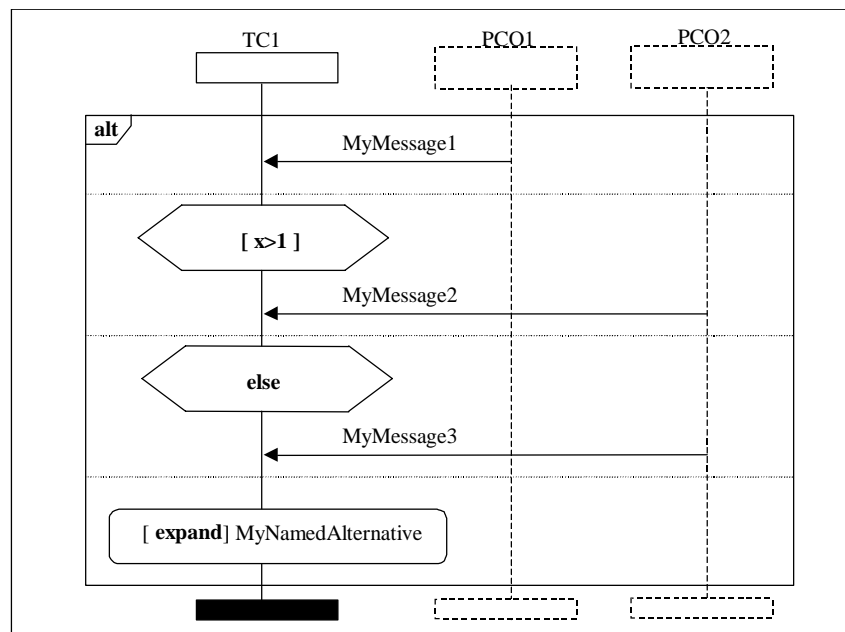 TC1 PCO1 PCO2
alt
MyMessage1
[ x>1 ]
MyMessage2
else
MyMessage3
[ expand] MyNamedAlternative